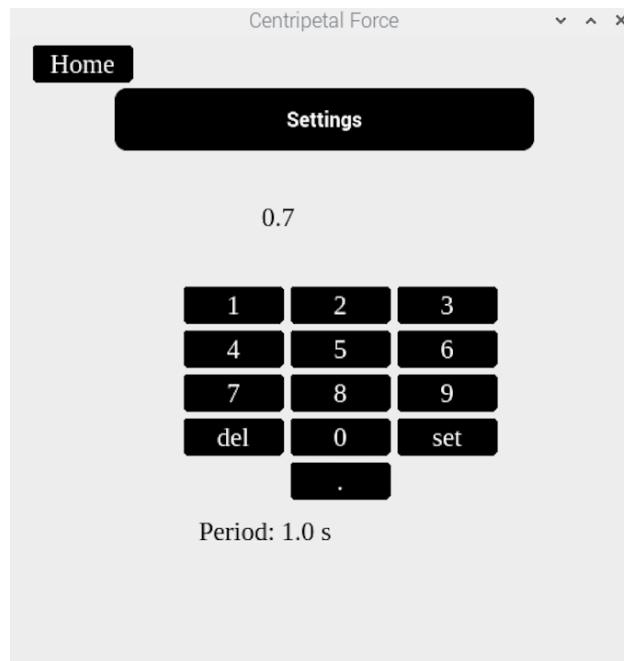 Centripetal Force
Home
Settings
0.7
1 2 3
4 5 6
7 8 9
del 0 set
.
Period: 1.0 s